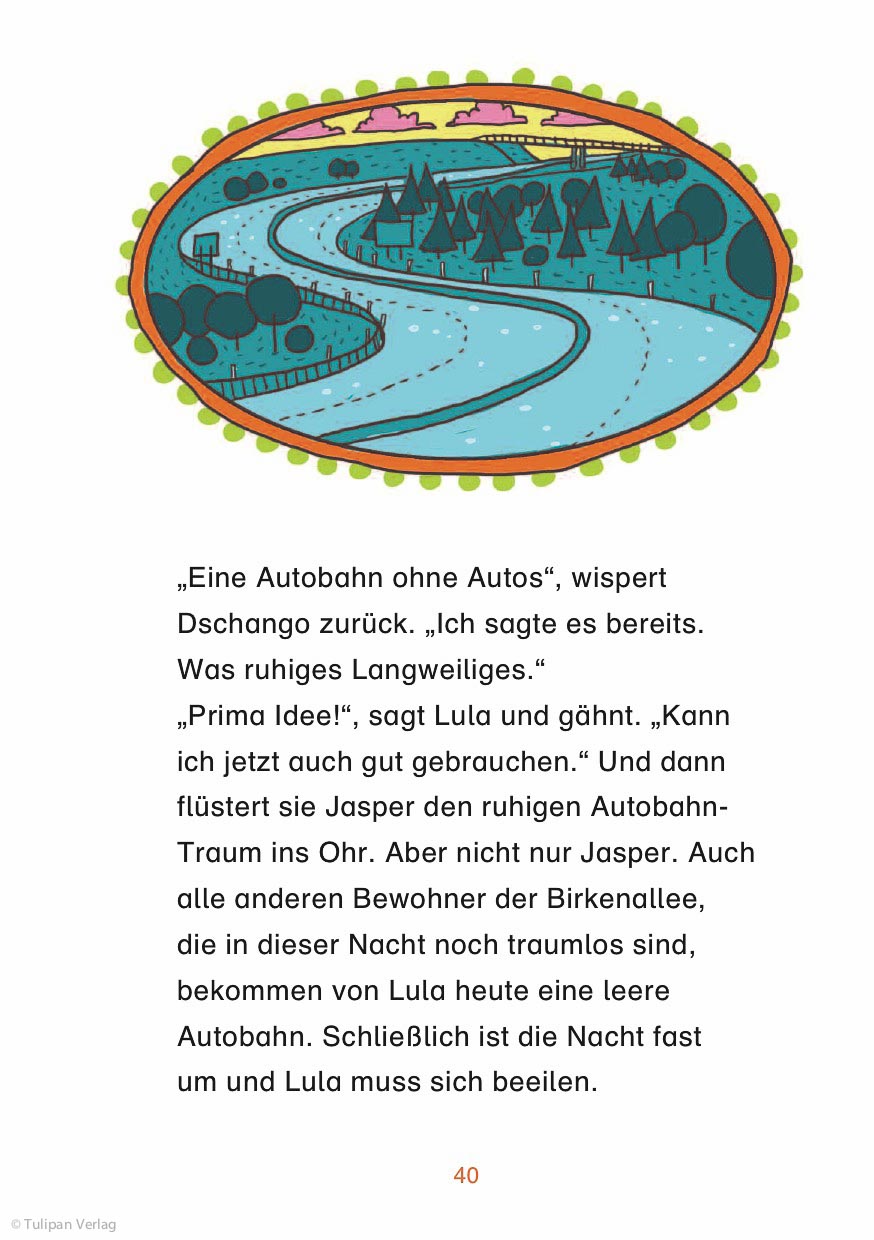 „Eine Autobahn ohne Autos“, wispert
Dschango zurück. „Ich sagte es bereits.
Was ruhiges Langweiliges.“
„Prima Idee!“, sagt Lula und gähnt. „Kann
ich jetzt auch gut gebrauchen.“ Und dann
flüstert sie Jasper den ruhigen Autobahn-
Traum ins Ohr. Aber nicht nur Jasper. Auch
alle anderen Bewohner der Birkenallee,
die in dieser Nacht noch traumlos sind,
bekommen von Lula heute eine leere
Autobahn. Schließlich ist die Nacht fast
um und Lula muss sich beeilen.
40
© Tulipan Verlag